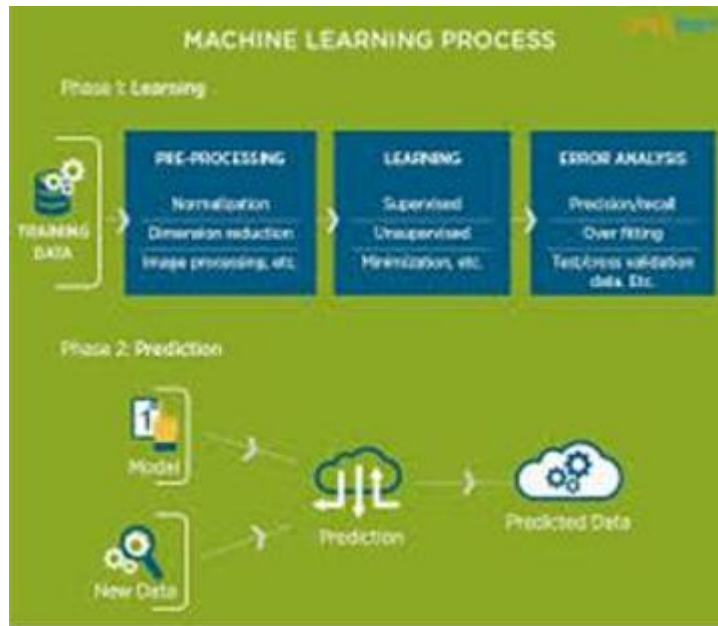 MACHINE LEARNING PROCESS
Phase 1: Learning
TRAINING
DATA
PRE-PROCESSING
Normalization
Dimension reduction
Image processing, etc.
LEARNING
Supervised
Unsupervised
Minimization, etc.
ERROR ANALYSIS
Precision/recall
Over fitting
Test/cross validation
data. Etc.
Phase 2: Prediction
1
Model
New Data
Prediction
Predicted Data